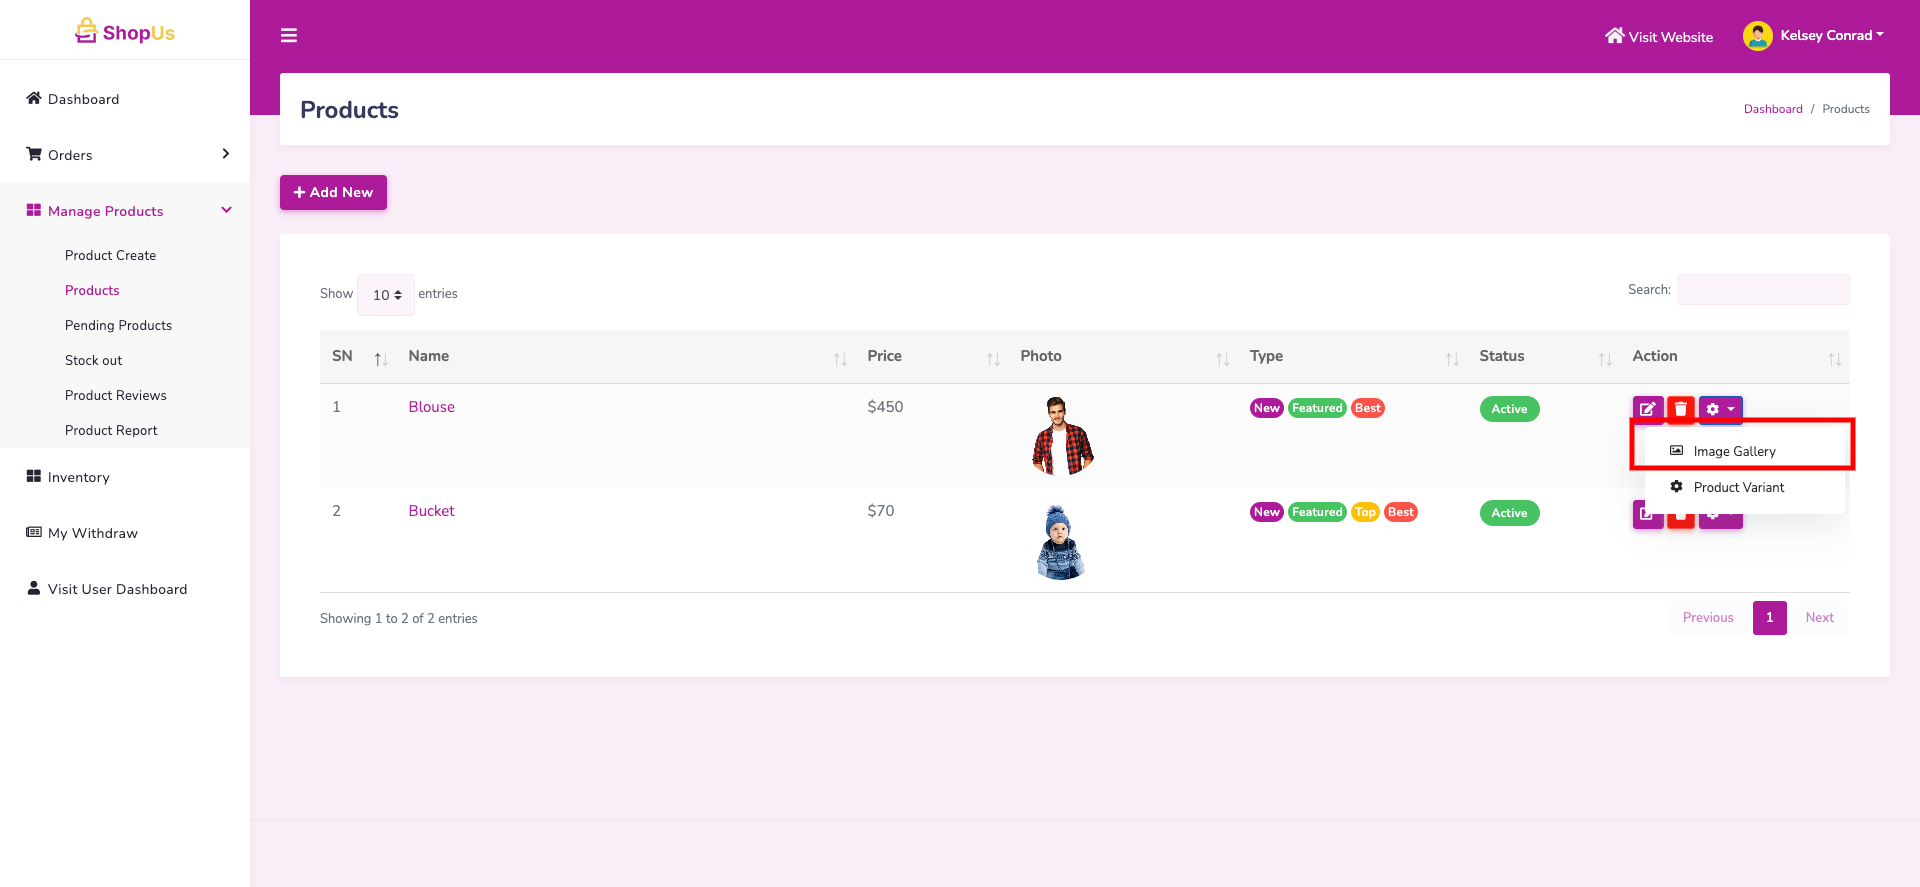 ShopUs
Visit Website
Kelsey Conrad
Dashboard
Orders
Manage Products
Product Create
Products
Pending Products
Stock out
Product Reviews
Product Report
Inventory
My Withdraw
Visit User Dashboard
Products
Dashboard / Products
+ Add New
Show 10 entries
Search:
SN Name Price Photo Type Status Action
1 Blouse $450 New Featured Best Active
Image Gallery
Product Variant
2 Bucket $70 New Featured Top Best Active
Showing 1 to 2 of 2 entries
Previous 1 Next